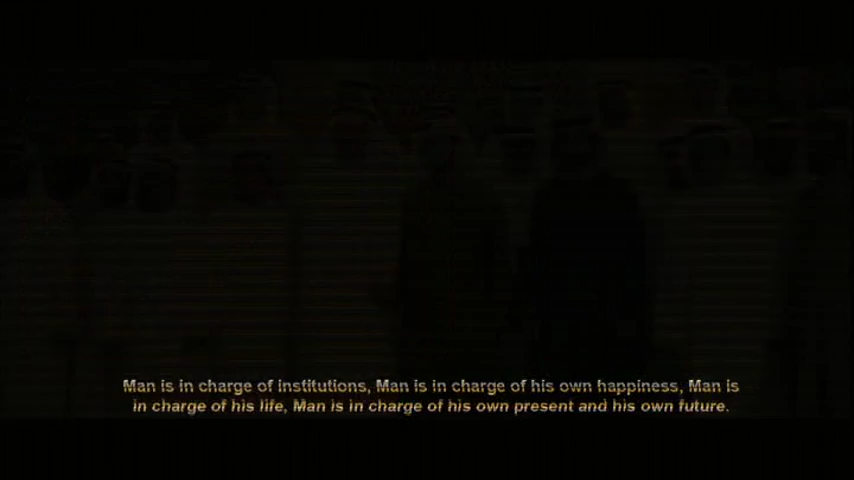 Man is in charge of institutions, Man is in charge of his own happiness, Man is
in charge of his life, Man is in charge of his own present and his own future.